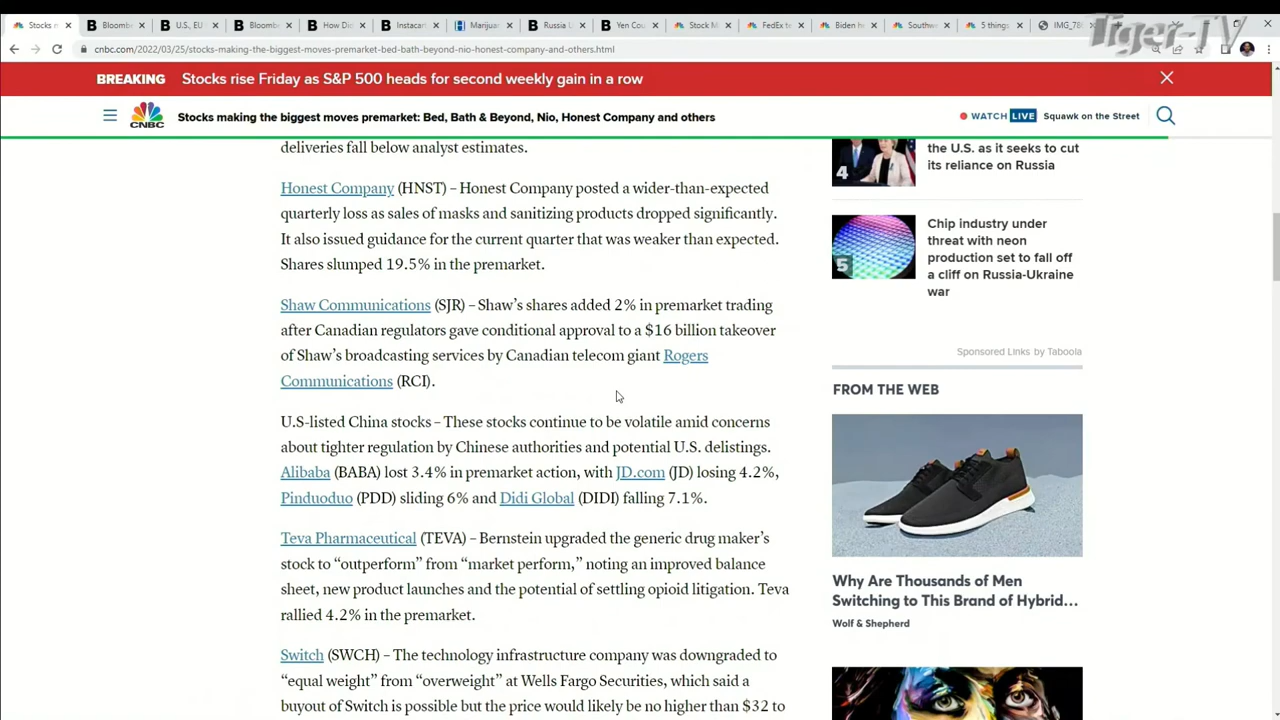 Stocks m
Bloomb
U.S., EU
Bloomb
How Di
Instacar
Marijua
Russia L
Yen Cou
Stock M
FedEx te
Biden he
Southw
5 things
IMG_78
Tiger-TV
cnbc.com/2022/03/25/stocks-making-the-biggest-moves-premarket-bed-bath-beyond-nio-honest-company-and-others.html
BREAKING Stocks rise Friday as S&P 500 heads for second weekly gain in a row
CNBC
Stocks making the biggest moves premarket: Bed, Bath & Beyond, Nio, Honest Company and others
WATCH LIVE Squawk on the Street
deliveries fall below analyst estimates.
Honest Company (HNST) – Honest Company posted a wider-than-expected
quarterly loss as sales of masks and sanitizing products dropped significantly.
It also issued guidance for the current quarter that was weaker than expected.
Shares slumped 19.5% in the premarket.
Shaw Communications (SJR) – Shaw's shares added 2% in premarket trading
after Canadian regulators gave conditional approval to a $16 billion takeover
of Shaw's broadcasting services by Canadian telecom giant Rogers
Communications (RCI).
U.S-listed China stocks – These stocks continue to be volatile amid concerns
about tighter regulation by Chinese authorities and potential U.S. delistings.
Alibaba (BABA) lost 3.4% in premarket action, with JD.com (JD) losing 4.2%,
Pinduoduo (PDD) sliding 6% and Didi Global (DIDI) falling 7.1%.
Teva Pharmaceutical (TEVA) – Bernstein upgraded the generic drug maker's
stock to “outperform” from “market perform,” noting an improved balance
sheet, new product launches and the potential of settling opioid litigation. Teva
rallied 4.2% in the premarket.
Switch (SWCH) – The technology infrastructure company was downgraded to
“equal weight” from “overweight” at Wells Fargo Securities, which said a
buyout of Switch is possible but the price would likely be no higher than $32 to
4
the U.S. as it seeks to cut
its reliance on Russia
5
Chip industry under
threat with neon
production set to fall off
a cliff on Russia-Ukraine
war
Sponsored Links by Taboola
FROM THE WEB
Why Are Thousands of Men
Switching to This Brand of Hybrid...
Wolf & Shepherd